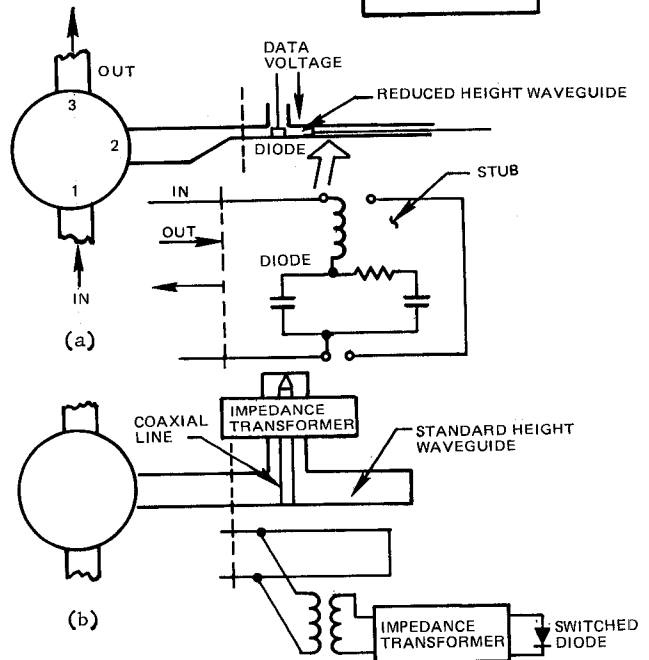 OUT
DATA
VOLTAGE
REDUCED HEIGHT WAVEGUIDE
3
2
DIODE
1
STUB
IN
OUT
DIODE
IN
(a)
IMPEDANCE
TRANSFORMER
COAXIAL
LINE
STANDARD HEIGHT
WAVEGUIDE
(b)
IMPEDANCE
TRANSFORMER
SWITCHED
DIODE